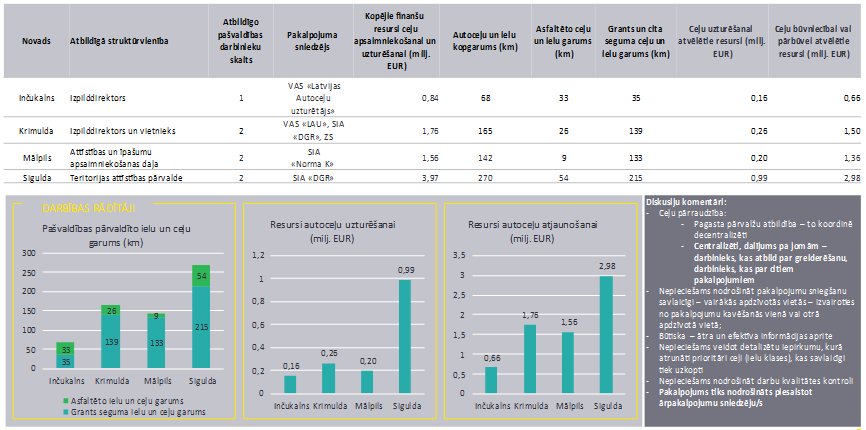 Novads
Atbildīgā struktūrvienība
Atbildīgo
pašvaldības
darbinieku
skaits
Pakalpojuma
sniedzējs
Kopējie finanšu
resursi ceļu
apsaimniekošanai un
uzturēšanai (milj.
EUR)
Autoceļu un ielu
kopgarums (km)
Asfaltēto ceļu
un ielu garums
(km)
Grants un cita
seguma ceļu un
ielu garums (km)
Ceļu uzturēšanai
atvēlētie resursi (milj.
EUR)
Ceļu būvniecībai vai
pārbūvei atvēlētie
resursi (milj. EUR)
Inčukalns Izpilddirektors 1
VAS «Latvijas
Autoceļu
uzturētājs»
0,84 68 33 35 0,16 0,66
Krimulda Izpilddirektors un vietnieks 2
VAS «LAU», SIA
«DGR», ZS
1,76 165 26 139 0,26 1,50
Mālpils
Attīstības un īpašumu
apsaimniekošanas daļa
2
SIA
«Norma K»
1,56 142 9 133 0,20 1,36
Sigulda Teritorijas attīstības pārvalde 2 SIA «DGR» 3,97 270 54 215 0,99 2,98
DARBĪBAS RĀDĪTĀJI
Pašvaldības pārvaldīto ielu un ceļu
garums (km)
300
250
200
150
100
50
0
33
35
26
139
9
133
54
215
Inčukalns Krimulda Mālpils Sigulda
Asfaltēto ielu un ceļu garums
Grants seguma ielu un ceļu garums
Resursi autoceļu uzturēšanai
(milj. EUR)
1,2
1
0,8
0,6
0,4
0,2
0
0,16
0,26
0,20
0,99
Inčukalns Krimulda Mālpils Sigulda
Resursi autoceļu atjaunošanai
(milj. EUR)
3,5
3
2,5
2
1,5
1
0,5
0
0,66
1,76
1,56
2,98
Inčukalns Krimulda Mālpils Sigulda
Diskusiju komentāri:
- Ceļu pārraudzība:
- Pagasta pārvalžu atbildība – to koordinē
decentralizēti
- Centralizēti, dalījums pa jomām –
darbinieks, kas atbild par greiderēšanu,
darbinieks, kas par citiem
pakalpojumiem
- Nepieciešams nodrošināt pakalpojumu sniegšanu
savlaicīgi – vairākās apdzīvotās vietās – izvairoties
no pakalpojumu kavēšanās vienā vai otrā
apdzīvotā vietā;
- Būtiska – ātra un efektīva informācijas aprite
- Nepieciešams veidot detalizētu iepirkumu, kurā
atrunāti prioritāri ceļi (ielu klases), kas savlaicīgi
tiek uzkopti
- Nepieciešams nodrošināt darbu kvalitātes kontroli
- Pakalpojums tiks nodrošināts piesaistot
ārpakalpojumu sniedzēju/s